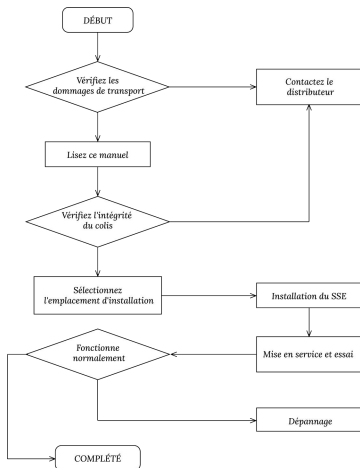 DÉBUT
Vérifiez les
dommages de transport
Contactez le
distributeur
Lisez ce manuel
Vérifiez l'intégrité
du colis
Sélectionnez
l'emplacement d'installation
Installation du SSE
Fonctionne
normalement
Mise en service et essai
Dépannage
COMPLÉTÉ